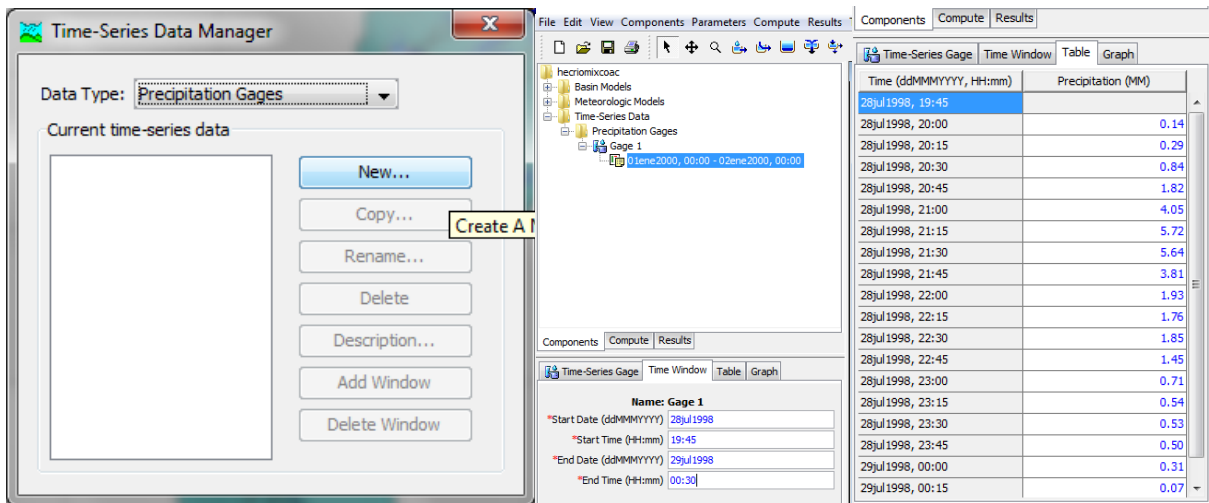 Time-Series Data Manager
Data Type: Precipitation Gages
Current time-series data
New...
Copy...
Rename...
Delete
Description...
Add Window
Delete Window
File Edit View Components Parameters Compute Results
hecriomixcoac
Basin Models
Meteorologic Models
Time-Series Data
Precipitation Gages
Gage 1
01ene2000, 00:00 - 02ene2000, 00:00
Components Compute Results
Time-Series Gage Time Window Table Graph
Name: Gage 1
*Start Date (ddMMMYYYY) 28jul1998
*Start Time (HH:mm) 19:45
*End Date (ddMMMYYYY) 29jul1998
*End Time (HH:mm) 00:30
Components Compute Results
Time-Series Gage Time Window Table Graph
Time (ddMMMYYYY, HH:mm) Precipitation (MM)
28jul1998, 19:45
28jul1998, 20:00 0.14
28jul1998, 20:15 0.29
28jul1998, 20:30 0.84
28jul1998, 20:45 1.82
28jul1998, 21:00 4.05
28jul1998, 21:15 5.72
28jul1998, 21:30 5.64
28jul1998, 21:45 3.81
28jul1998, 22:00 1.93
28jul1998, 22:15 1.76
28jul1998, 22:30 1.85
28jul1998, 22:45 1.45
28jul1998, 23:00 0.71
28jul1998, 23:15 0.54
28jul1998, 23:30 0.53
28jul1998, 23:45 0.50
29jul1998, 00:00 0.31
29jul1998, 00:15 0.07
Create A